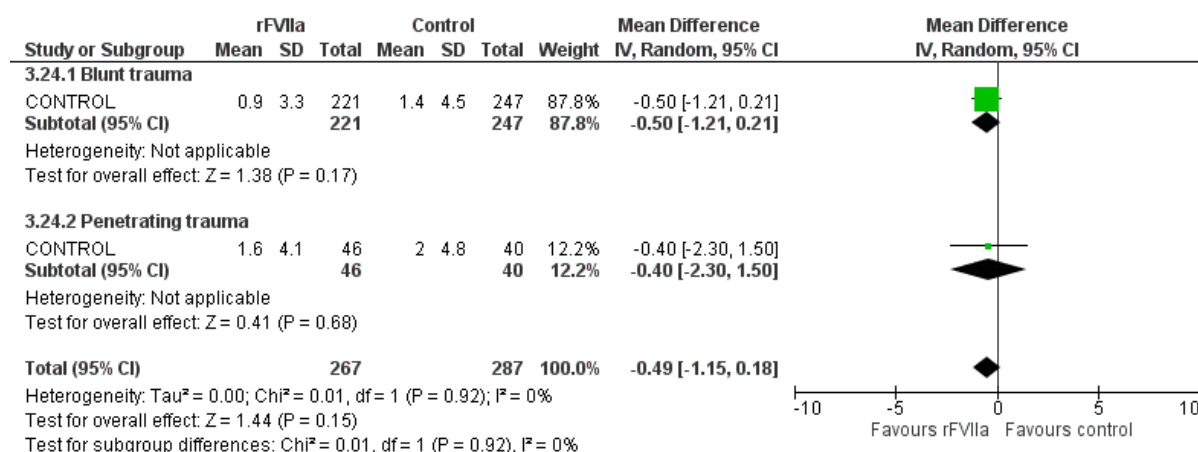 rFVIIa Control Mean Difference Mean Difference
Study or Subgroup Mean SD Total Mean SD Total Weight IV, Random, 95% CI IV, Random, 95% CI
3.24.1 Blunt trauma
CONTROL 0.9 3.3 221 1.4 4.5 247 87.8% -0.50 [-1.21, 0.21]
Subtotal (95% CI) 221 247 87.8% -0.50 [-1.21, 0.21]
Heterogeneity: Not applicable
Test for overall effect: Z = 1.38 (P = 0.17)
3.24.2 Penetrating trauma
CONTROL 1.6 4.1 46 2 4.8 40 12.2% -0.40 [-2.30, 1.50]
Subtotal (95% CI) 46 40 12.2% -0.40 [-2.30, 1.50]
Heterogeneity: Not applicable
Test for overall effect: Z = 0.41 (P = 0.68)
Total (95% CI) 267 287 100.0% -0.49 [-1.15, 0.18]
Heterogeneity: Tau² = 0.00; Chi² = 0.01, df = 1 (P = 0.92); I² = 0%
Test for overall effect: Z = 1.44 (P = 0.15)
Test for subgroup differences: Chi² = 0.01, df = 1 (P = 0.92), I² = 0%
-10 -5 0 5 10
Favours rFVIIa Favours control